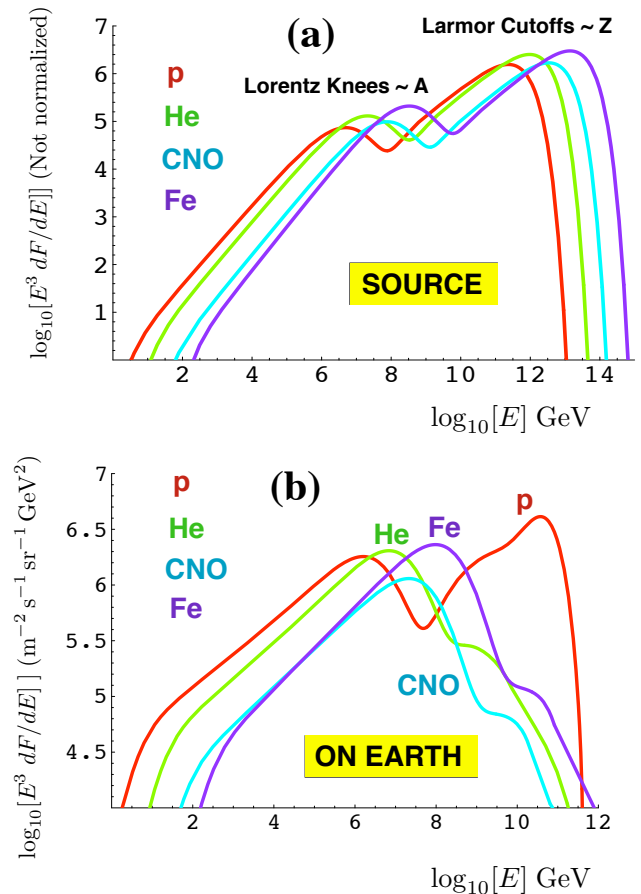 (a)
Larmor Cutoffs ~ Z
Lorentz Knees ~ A
p
He
CNO
Fe
SOURCE
log₁₀[E³ dF/dE]] (Not normalized)
7
6
5
4
3
2
1
2 4 6 8 10 12 14
log₁₀[E] GeV
(b)
p
He
CNO
Fe
He
Fe
p
CNO
ON EARTH
log₁₀[E³ dF/dE]] (m⁻² s⁻¹ sr⁻¹ GeV²)
7
6.5
6
5.5
5
4.5
2 4 6 8 10 12
log₁₀[E] GeV